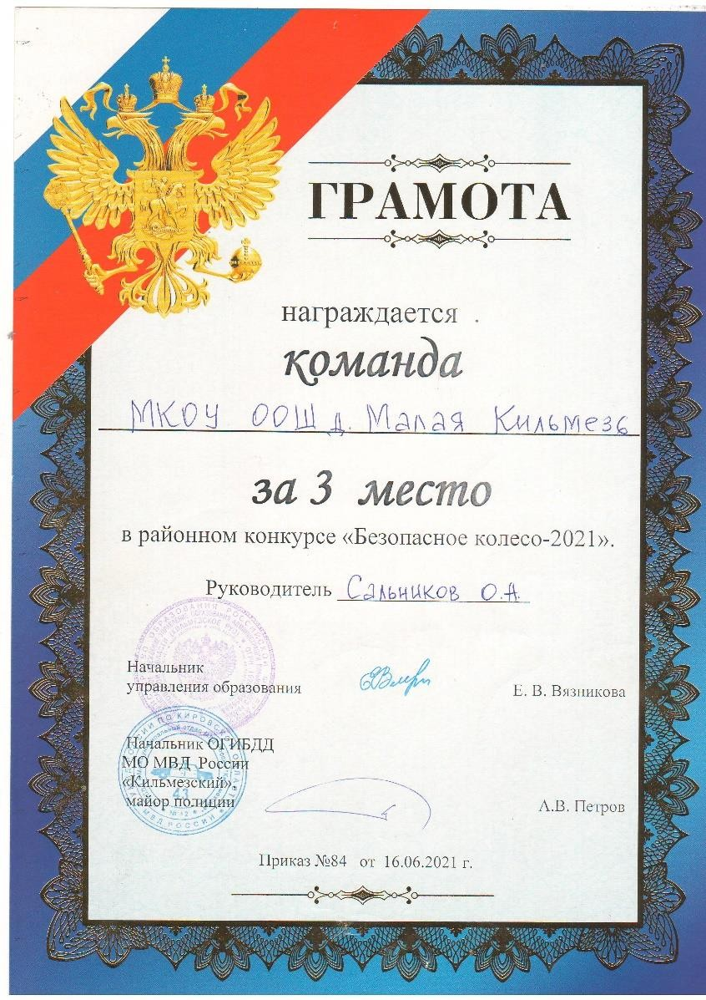 ГРАМОТА
награждается .
команда
МКОУ ООШ д. Малая Кильмезь
за 3 место
в районном конкурсе «Безопасное колесо-2021».
Руководитель Сальников О.А.
Начальник
управления образования
Е. В. Вязникова
Начальник ОГИБДД
МО МВД России
«Кильмезский»,
майор полиции
А.В. Петров
Приказ №84 от 16.06.2021 г.